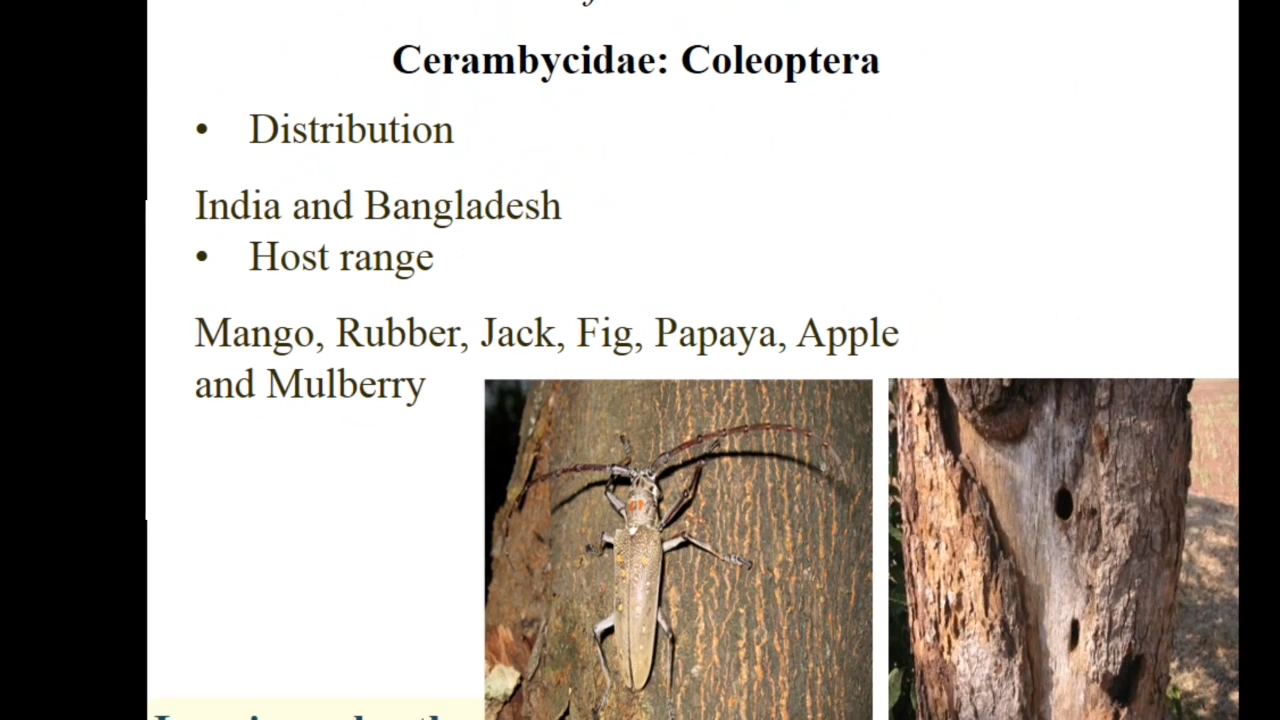 Cerambycidae: Coleoptera
• Distribution
India and Bangladesh
• Host range
Mango, Rubber, Jack, Fig, Papaya, Apple
and Mulberry